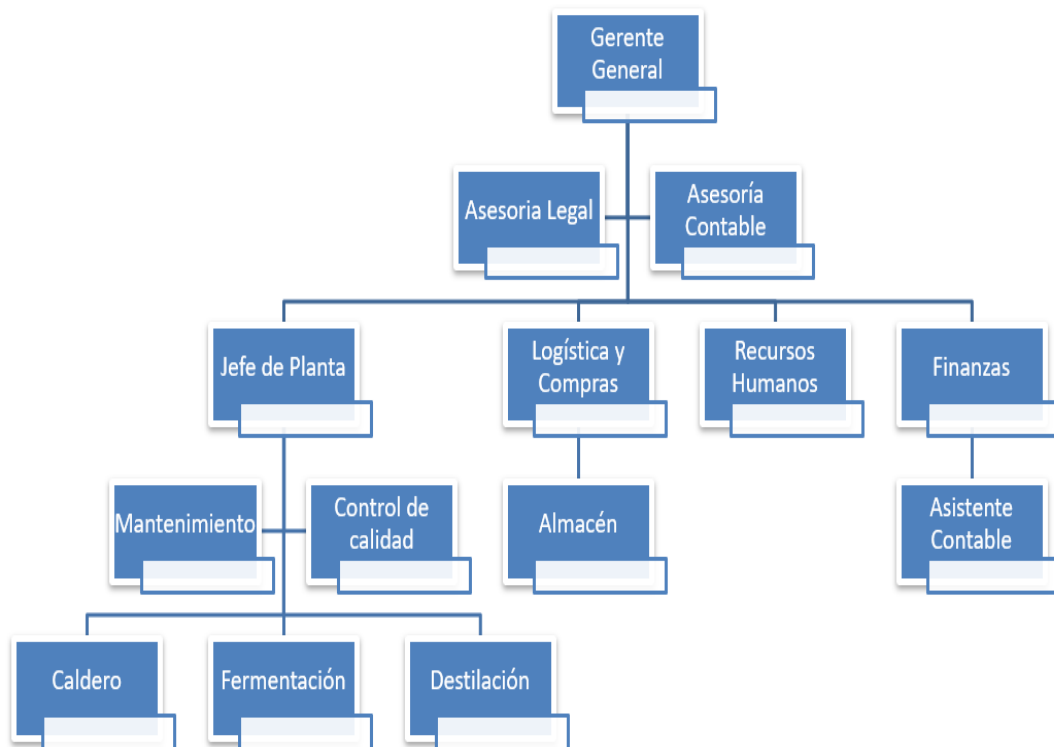 Gerente
General
Asesoria Legal
Asesoría
Contable
Jefe de Planta
Logística y
Compras
Recursos
Humanos
Finanzas
Mantenimiento
Control de
calidad
Almacén
Asistente
Contable
Caldero
Fermentación
Destilación